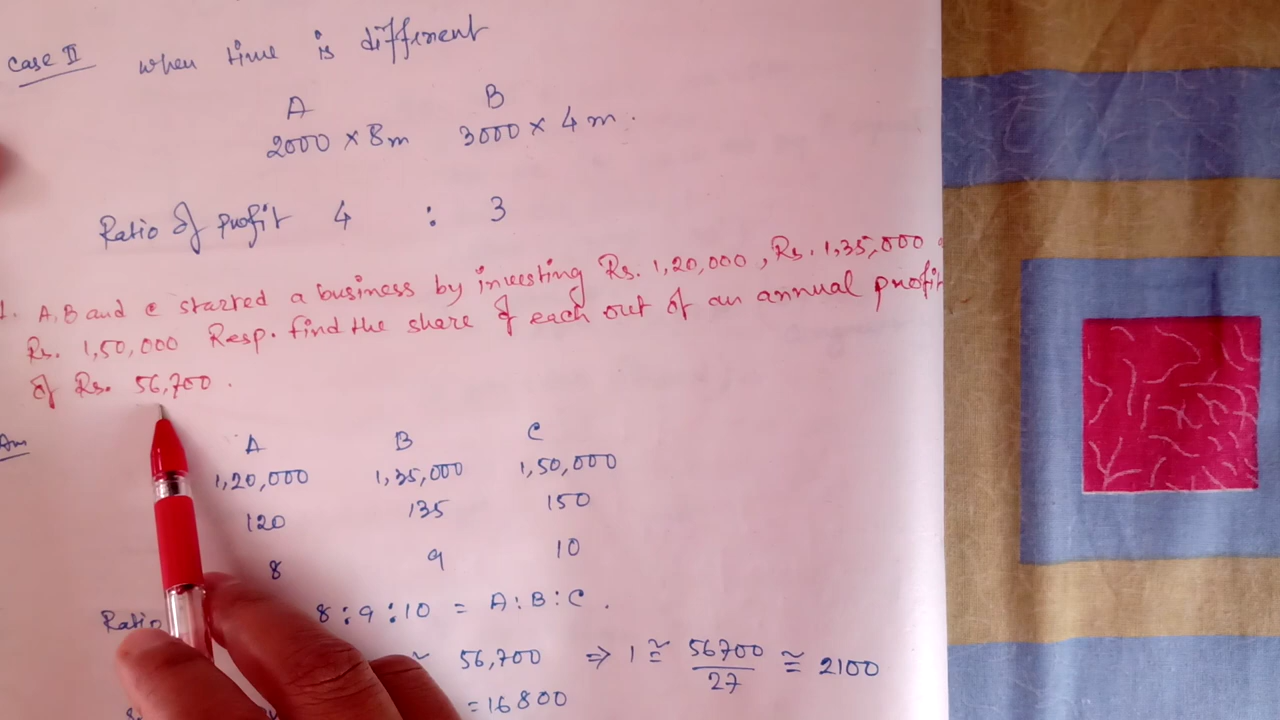 Case II when time is different
A B
2000 × 8m 3000 × 4m.
Ratio of profit 4 : 3
1. A, B and C started a business by investing Rs. 1,20,000, Rs. 1,35,000
Rs. 1,50,000 Resp. find the share of each out of an annual profit
of Rs. 56,700.
Ans A B C
1,20,000 1,35,000 1,50,000
120 135 150
8 9 10
Ratio 8 : 9 : 10 = A : B : C.
≅ 56,700 ⇒ 1 ≅ 56700/27 ≅ 2100
= 16800